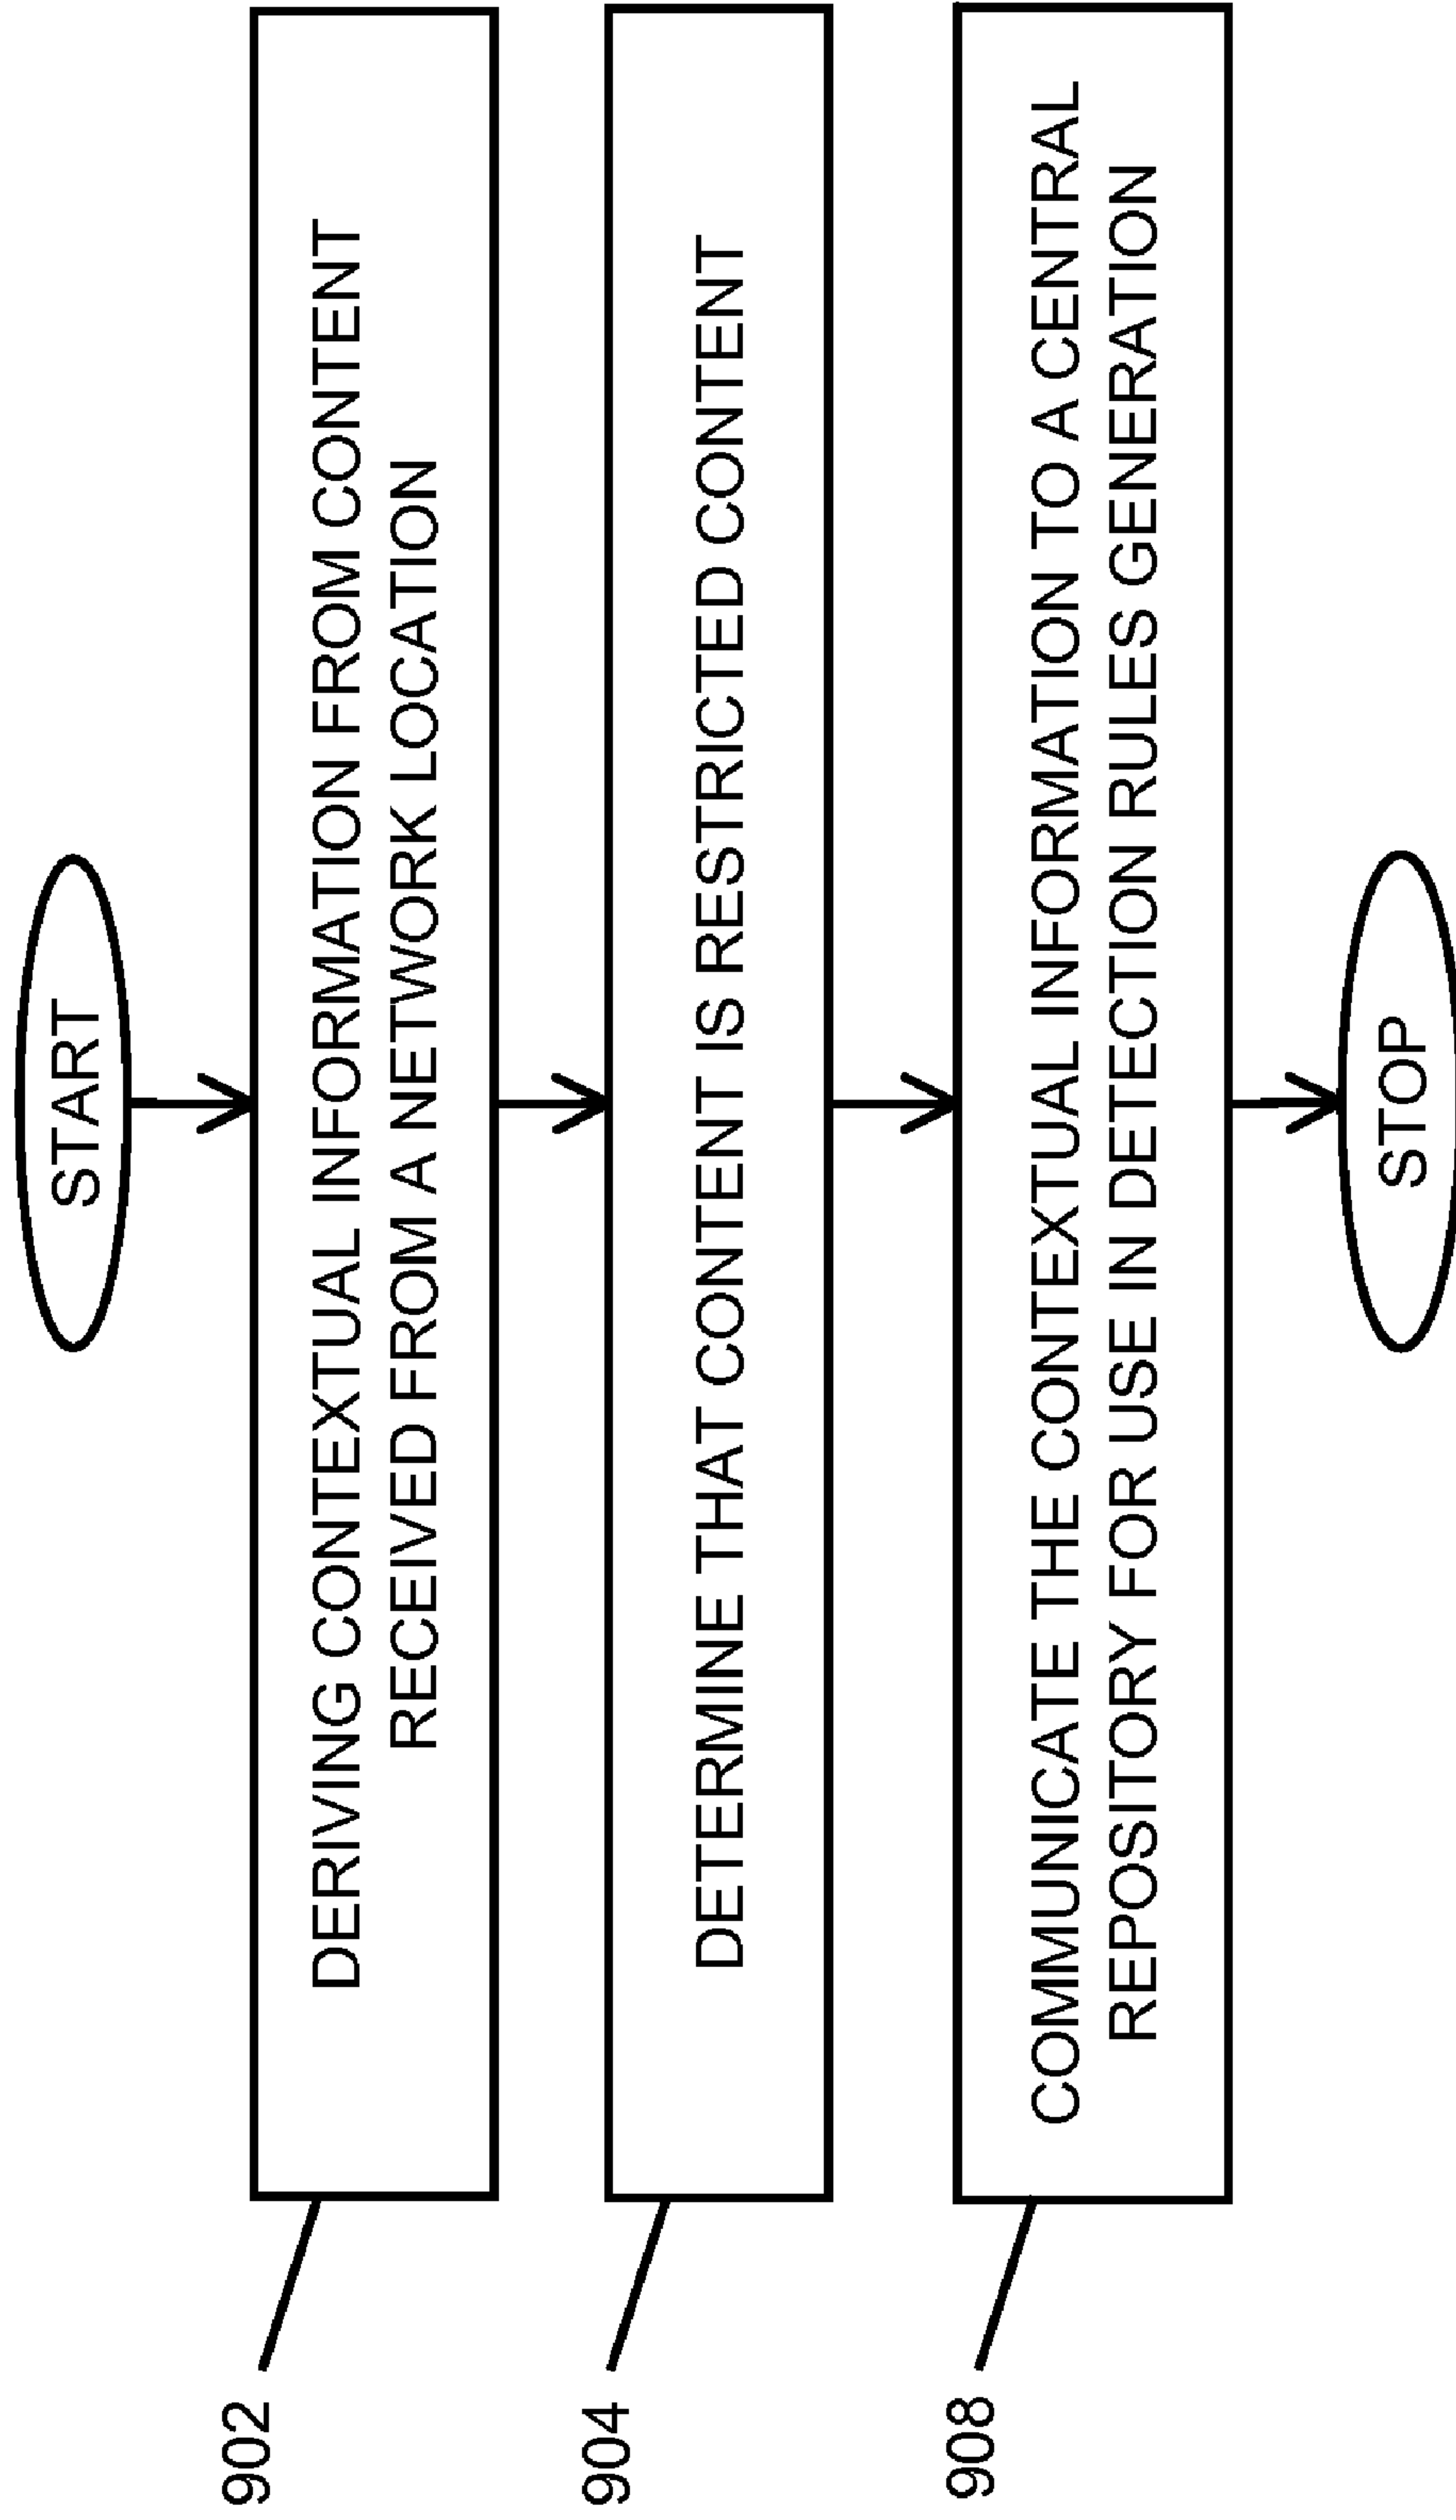 START
902
DERIVING CONTEXTUAL INFORMATION FROM CONTENT
RECEIVED FROM A NETWORK LOCATION
904
DETERMINE THAT CONTENT IS RESTRICTED CONTENT
908
COMMUNICATE THE CONTEXTUAL INFORMATION TO A CENTRAL
REPOSITORY FOR USE IN DETECTION RULES GENERATION
STOP